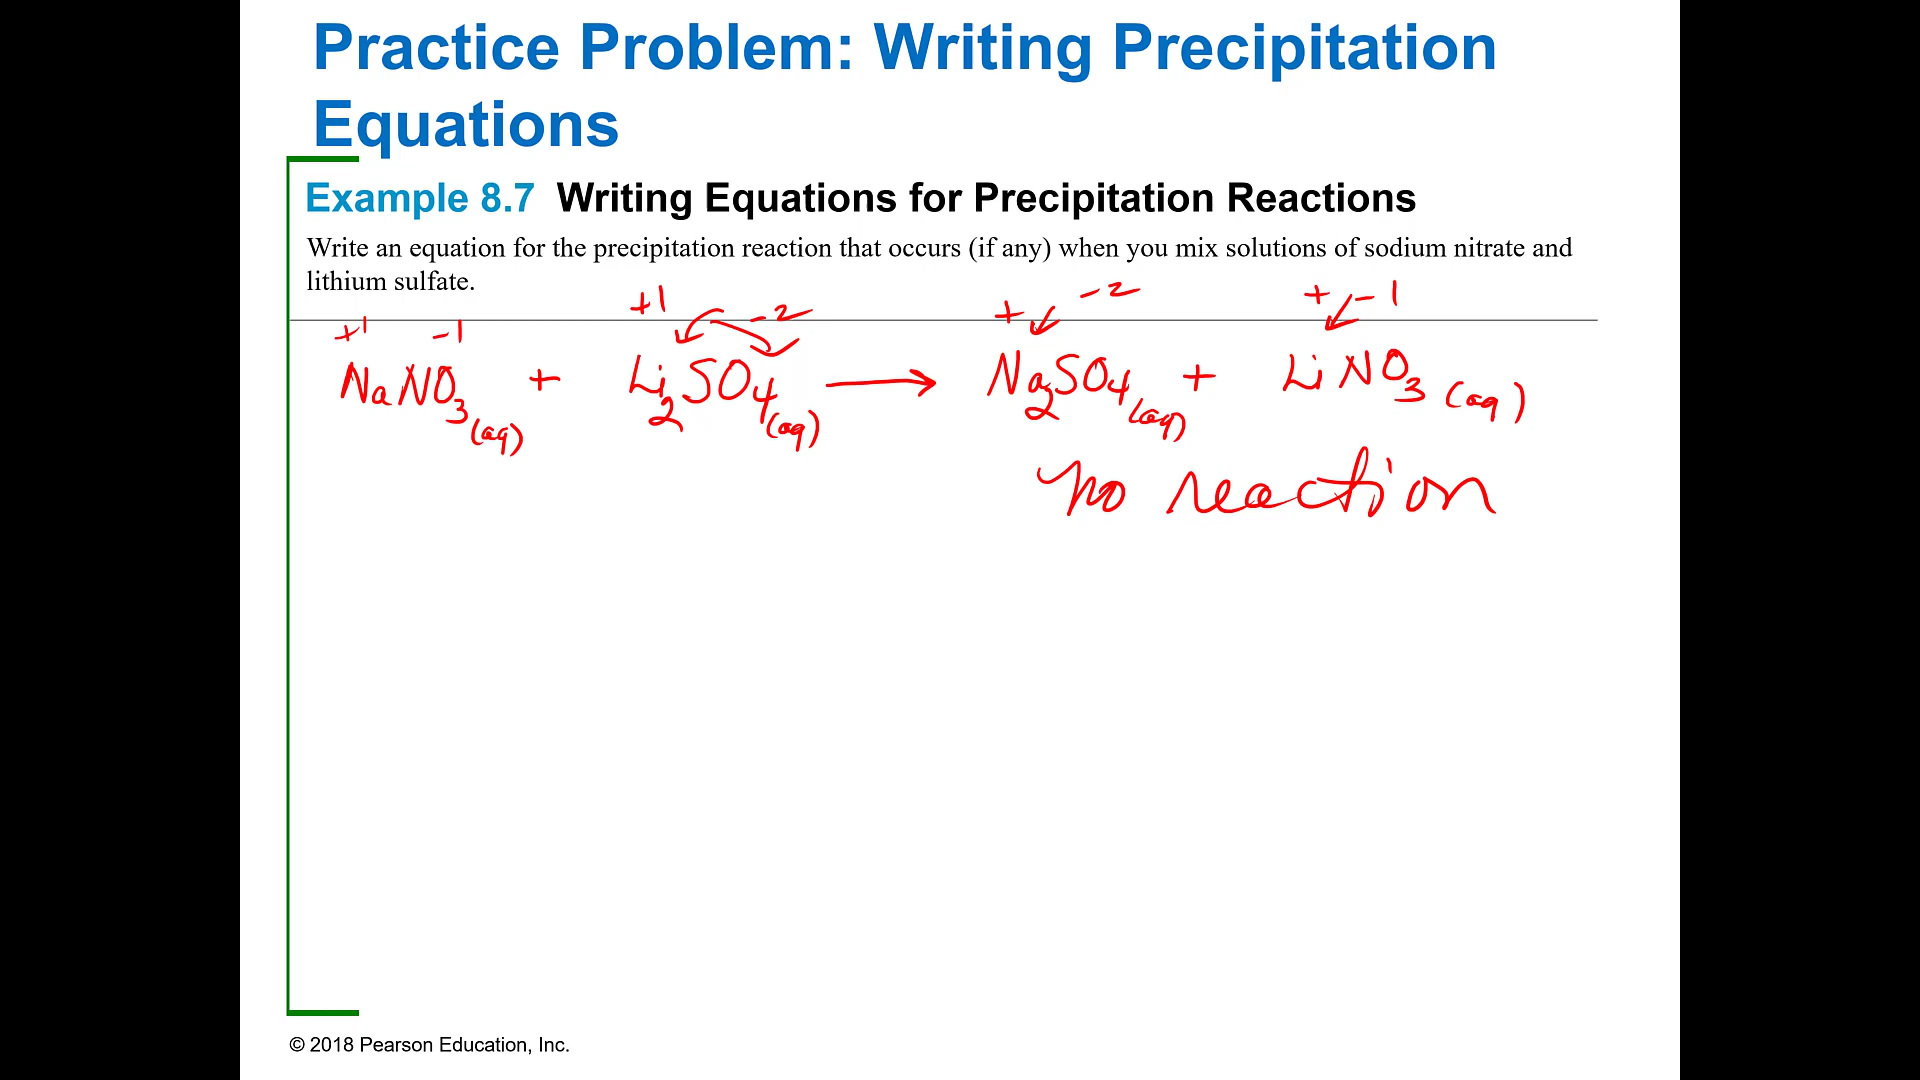 Practice Problem: Writing Precipitation
Equations
Example 8.7 Writing Equations for Precipitation Reactions
Write an equation for the precipitation reaction that occurs (if any) when you mix solutions of sodium nitrate and
lithium sulfate.
+1 -1 +1 -2 + -2 + -1
NaNO3(aq) + Li2SO4(aq) → Na2SO4(aq) + LiNO3(aq)
no reaction
© 2018 Pearson Education, Inc.